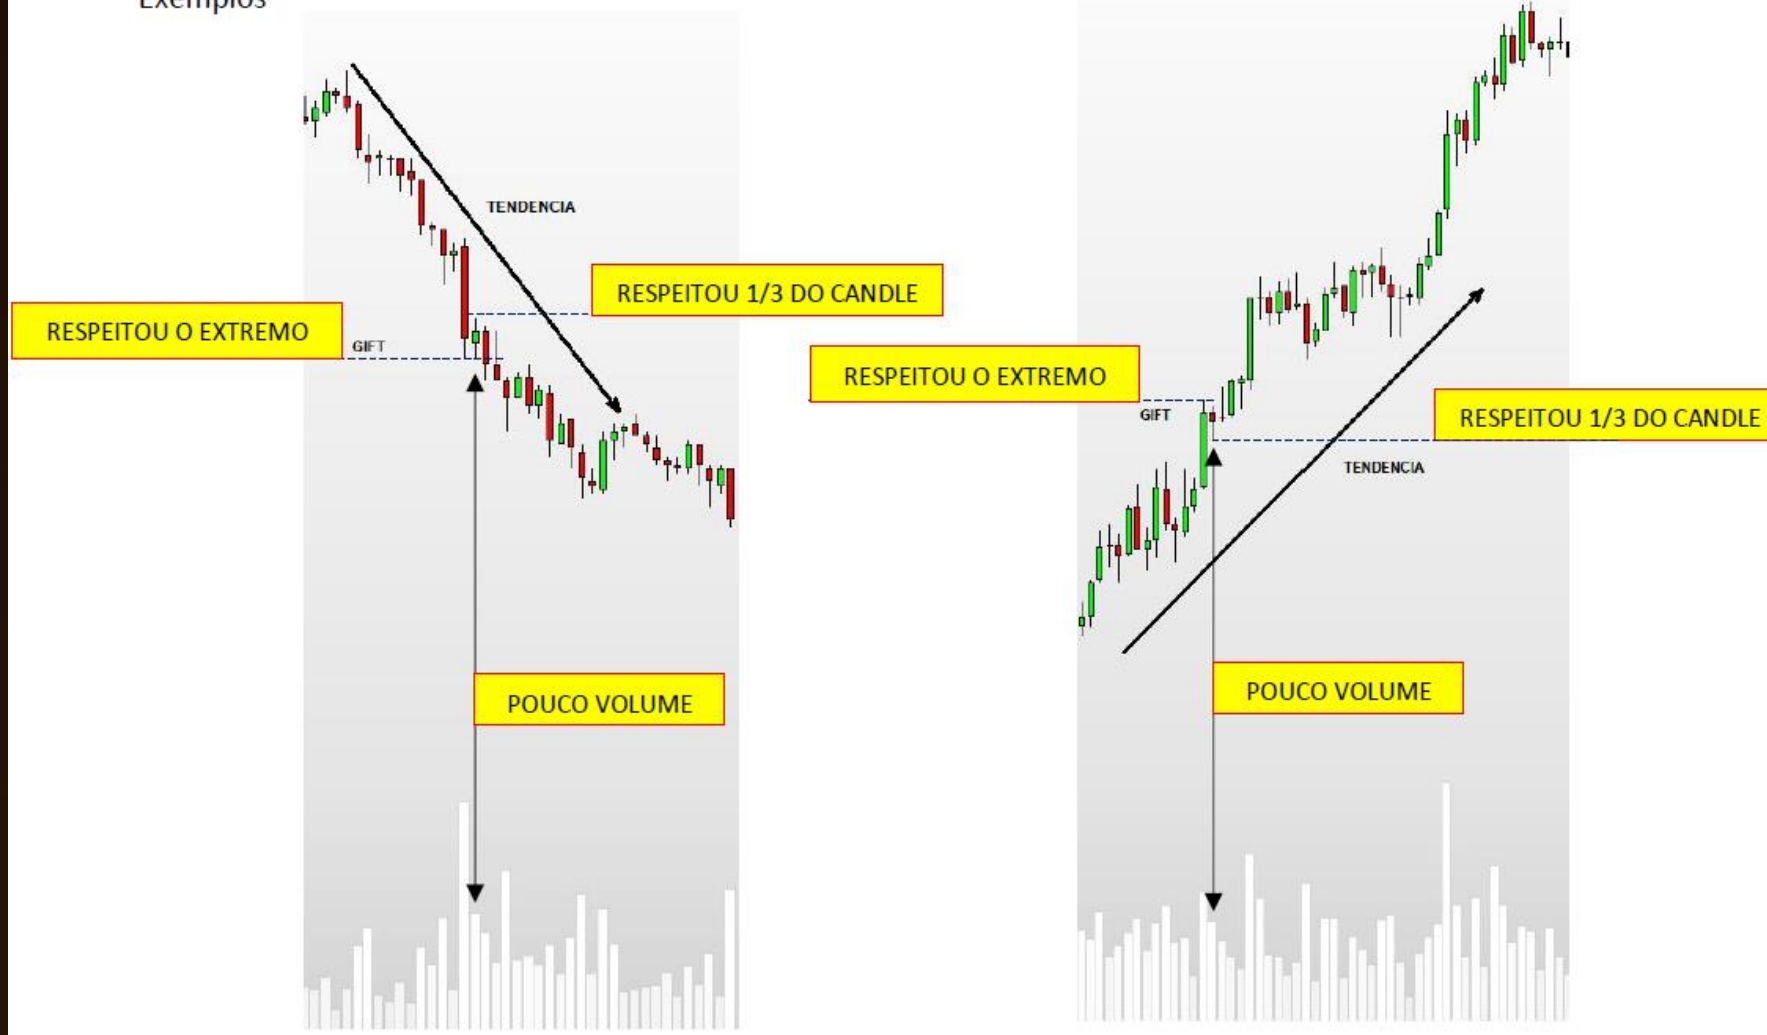 Exemplos
TENDENCIA
RESPEITOU 1/3 DO CANDLE
RESPEITOU O EXTREMO
GIFT
POUCO VOLUME
RESPEITOU O EXTREMO
GIFT
RESPEITOU 1/3 DO CANDLE
TENDENCIA
POUCO VOLUME